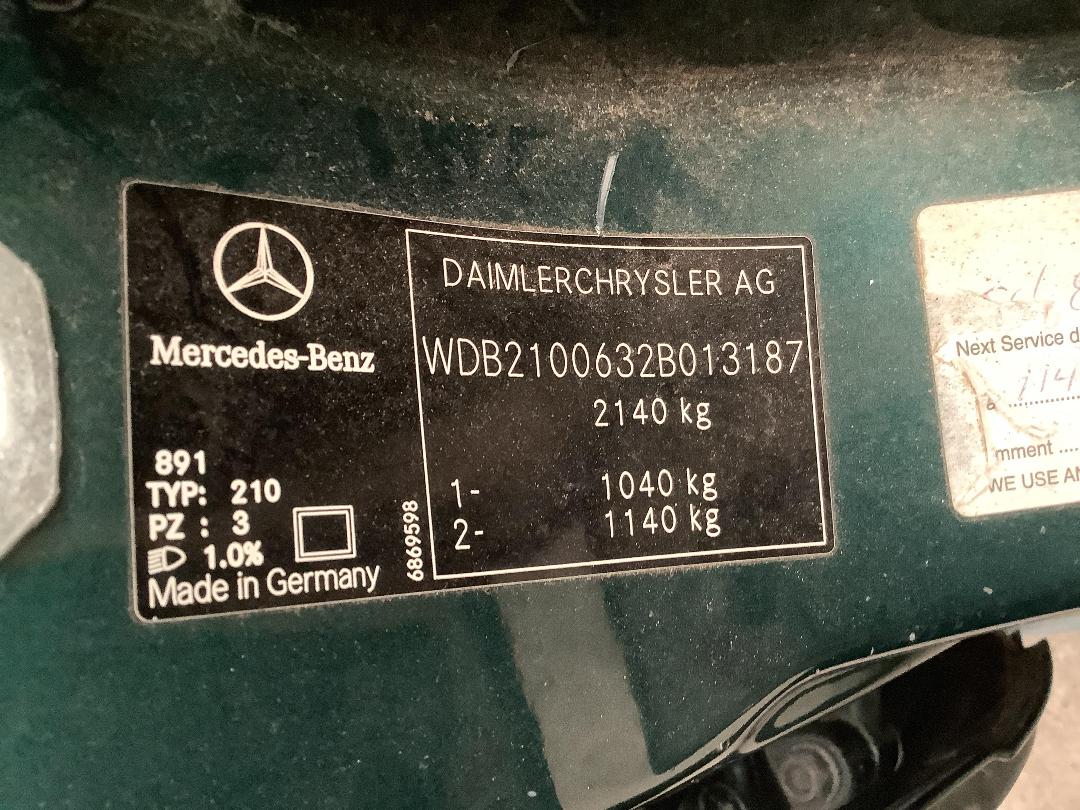 Mercedes-Benz
891
TYP: 210
PZ : 3
1.0%
Made in Germany
6869598
DAIMLERCHRYSLER AG
WDB2100632B013187
2140 kg
1- 1040 kg
2- 1140 kg
Next Service d
114
mment ....
WE USE AN